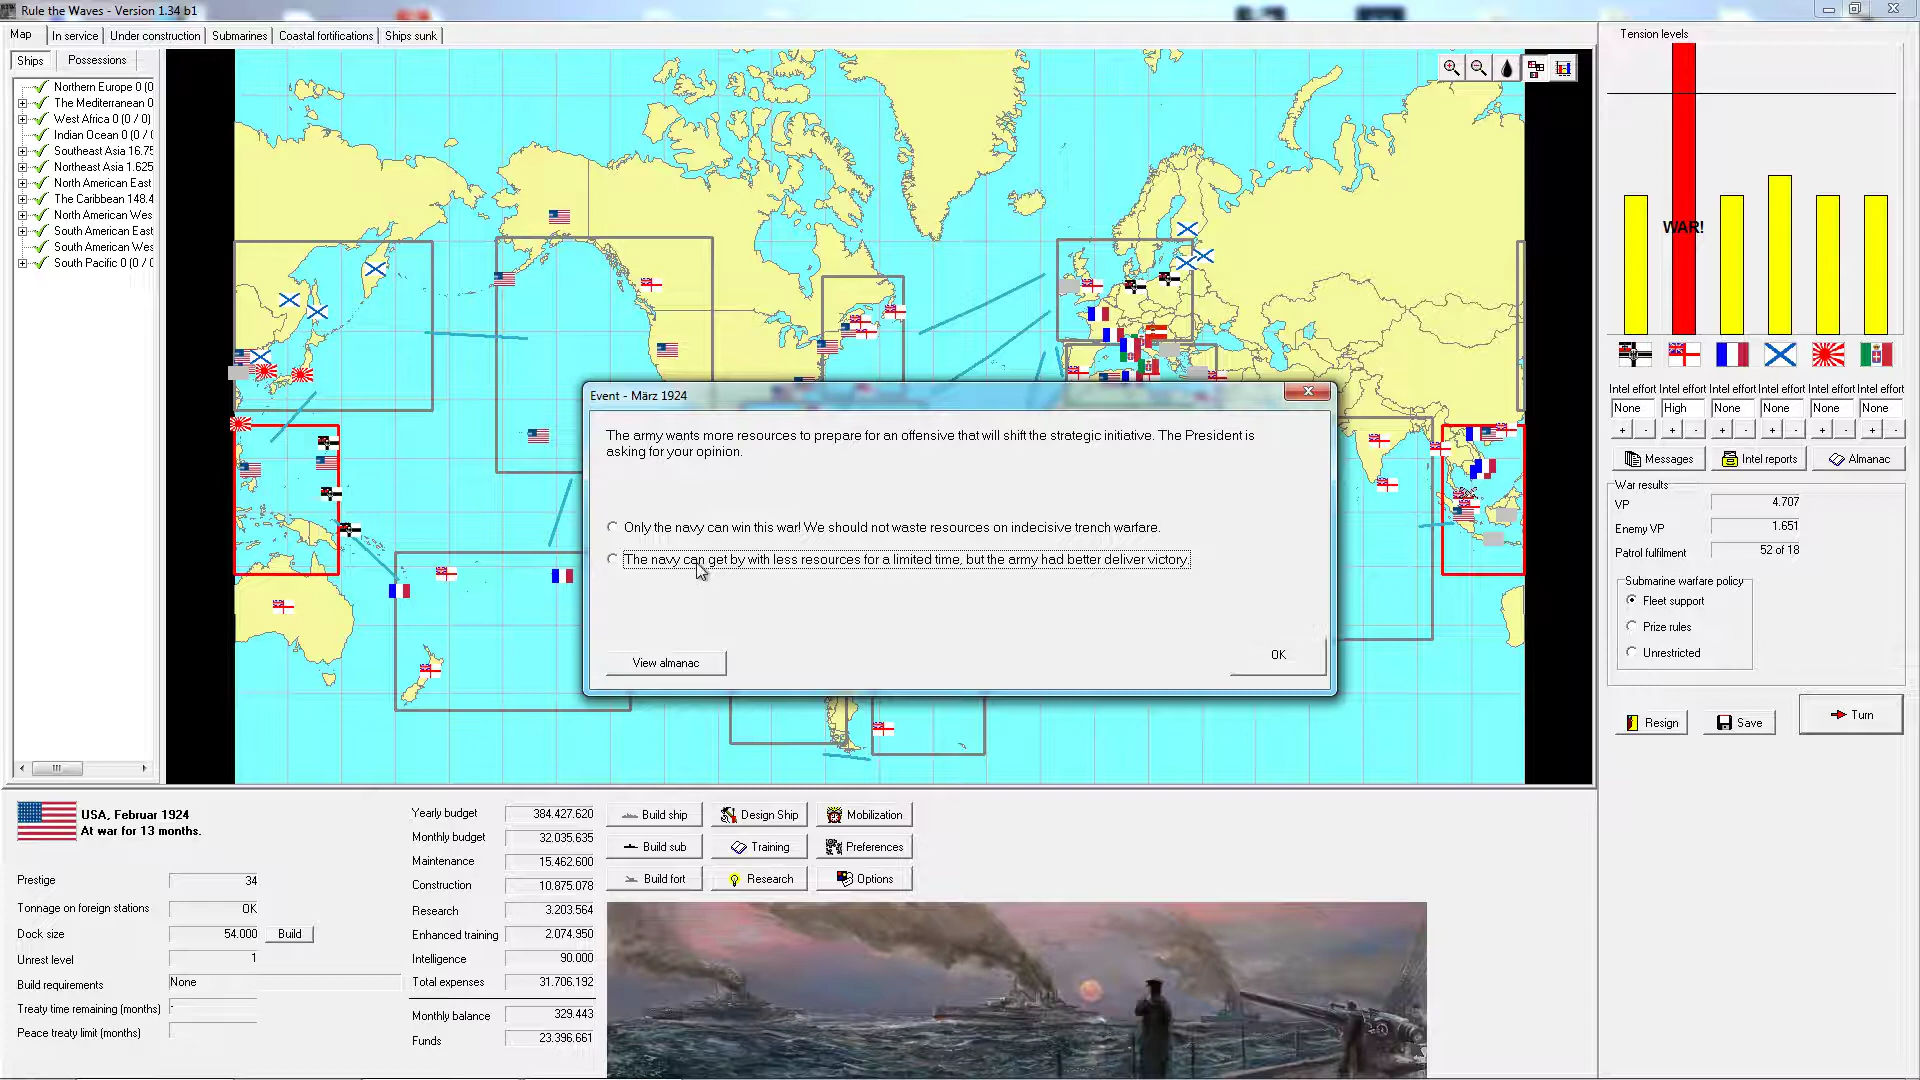 Rule the Waves - Version 1.34 b1
Map
In service
Under construction
Submarines
Coastal fortifications
Ships sunk
Ships
Possessions
Northern Europe 0 (0
The Mediterranean 0
West Africa 0 (0 / 0)
Indian Ocean 0 (0 / 0
Southeast Asia 16.75
Northeast Asia 1.625
North American East
The Caribbean 148.4
North American Wes
South American East
South American Wes
South Pacific 0 (0 / 0
Event - März 1924
The army wants more resources to prepare for an offensive that will shift the strategic initiative. The President is
asking for your opinion.
Only the navy can win this war! We should not waste resources on indecisive trench warfare.
The navy can get by with less resources for a limited time, but the army had better deliver victory.
View almanac
OK
Tension levels
WAR!
Intel effort Intel effort Intel effort Intel effort Intel effort Intel effort
None High None None None None
+ - + - + - + - + - + -
Messages
Intel reports
Almanac
War results
VP 4.707
Enemy VP 1.651
Patrol fulfilment 52 of 18
Submarine warfare policy
Fleet support
Prize rules
Unrestricted
Resign
Save
Turn
USA, Februar 1924
At war for 13 months.
Prestige 34
Tonnage on foreign stations OK
Dock size 54.000 Build
Unrest level 1
Build requirements None
Treaty time remaining (months) -
Peace treaty limit (months)
Yearly budget 384.427.620
Monthly budget 32.035.635
Maintenance 15.462.600
Construction 10.875.078
Research 3.203.564
Enhanced training 2.074.950
Intelligence 90.000
Total expenses 31.706.192
Monthly balance 329.443
Funds 23.396.661
Build ship
Design Ship
Mobilization
Build sub
Training
Preferences
Build fort
Research
Options